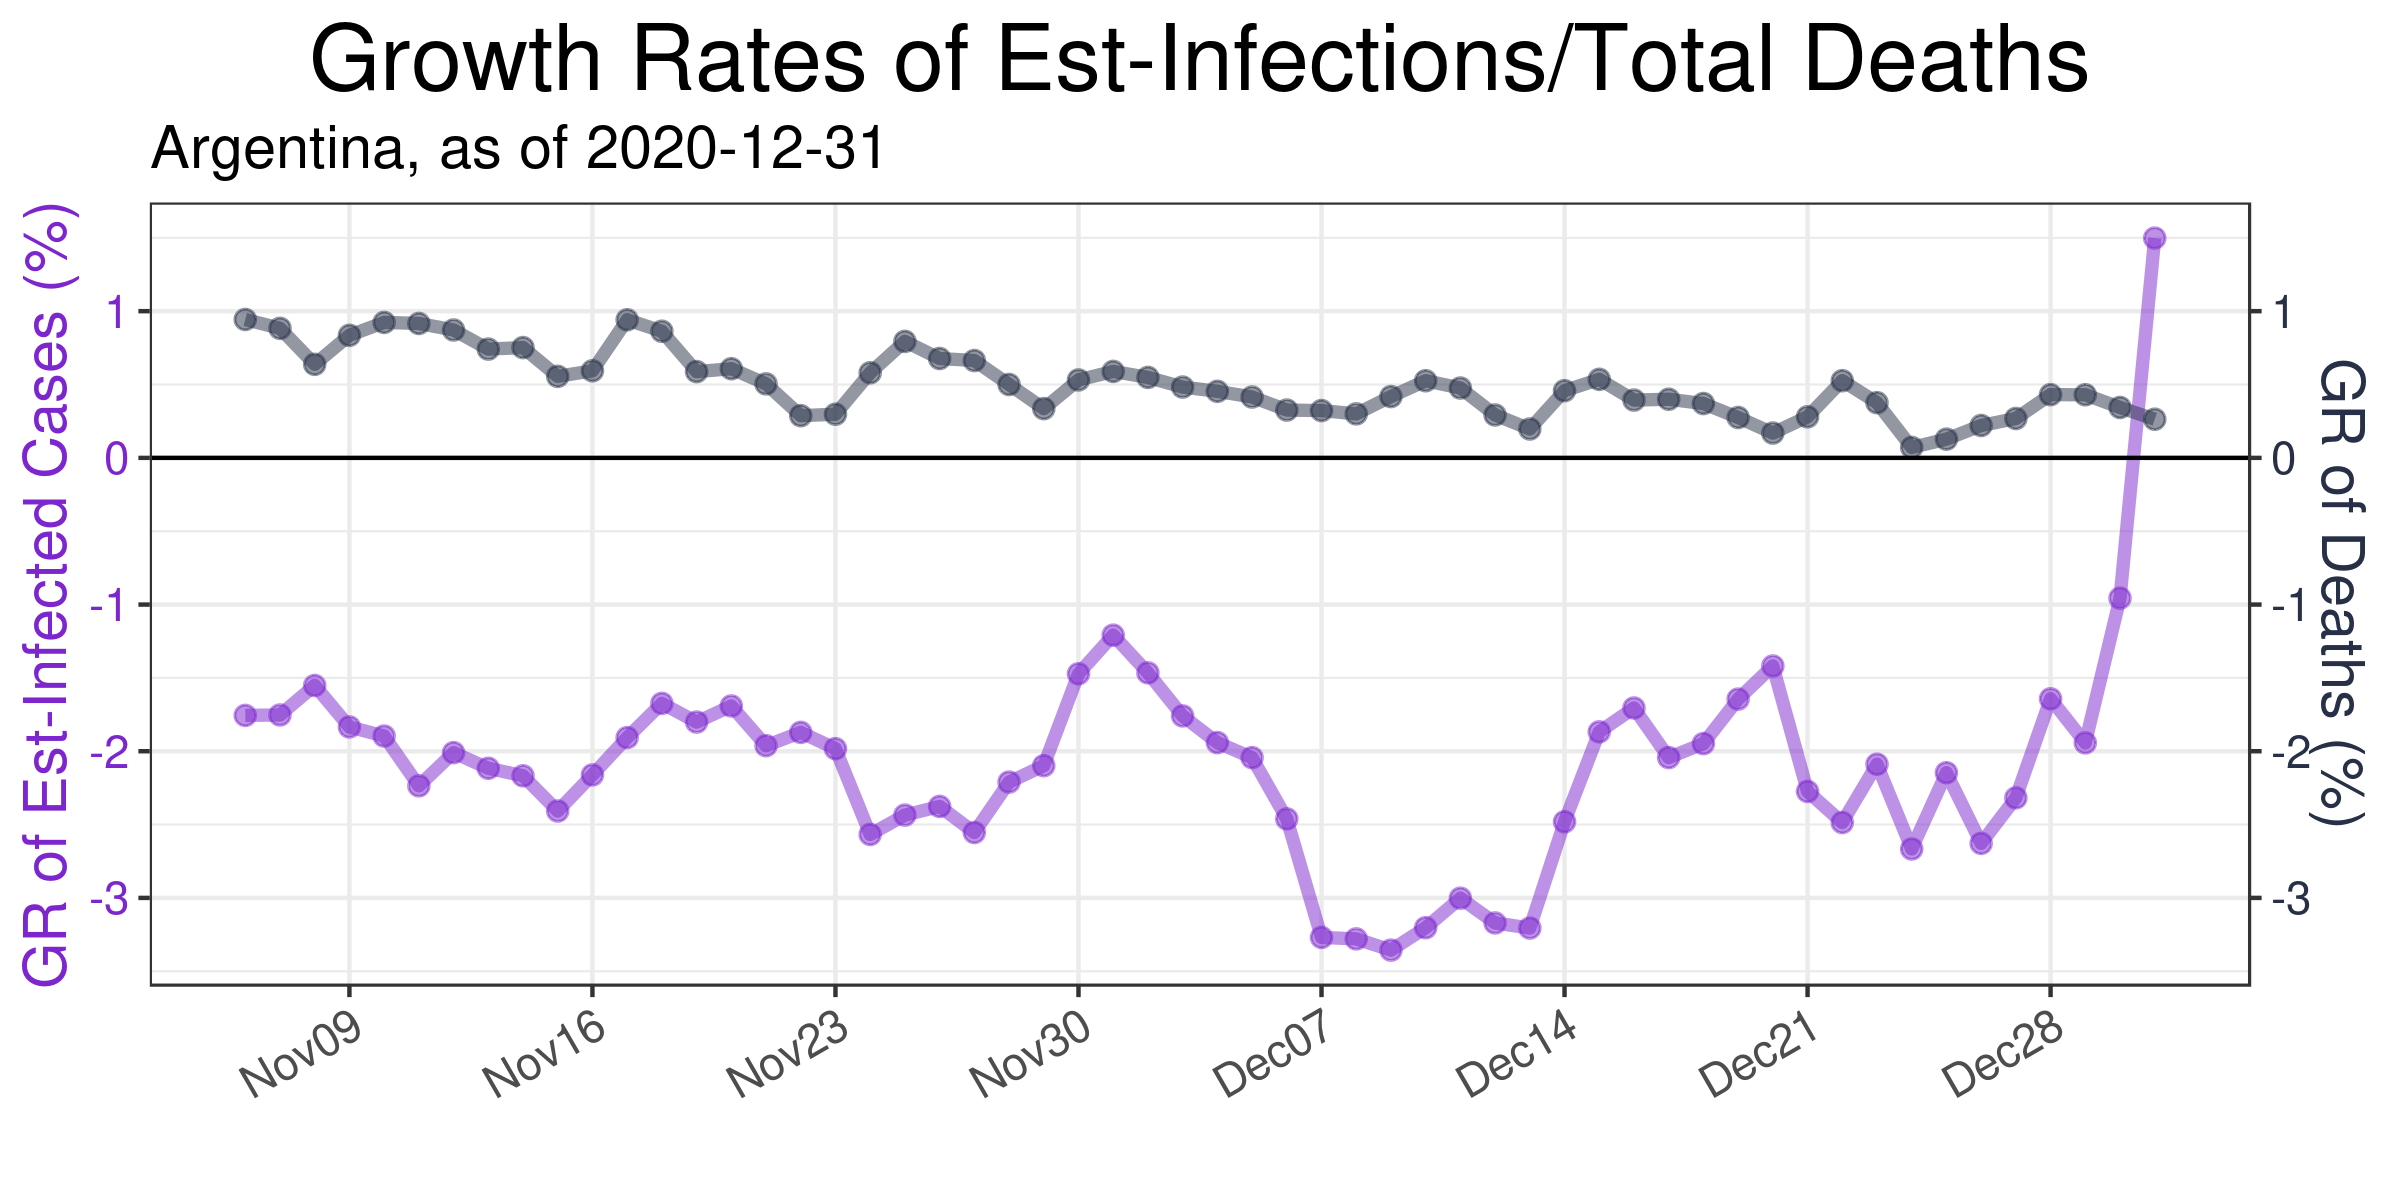 Growth Rates of Est-Infections/Total Deaths
Argentina, as of 2020-12-31
GR of Est-Infected Cases (%)
1
0
-1
-2
-3
1
0
-1
-2
-3
GR of Deaths (%)
Nov09
Nov16
Nov23
Nov30
Dec07
Dec14
Dec21
Dec28